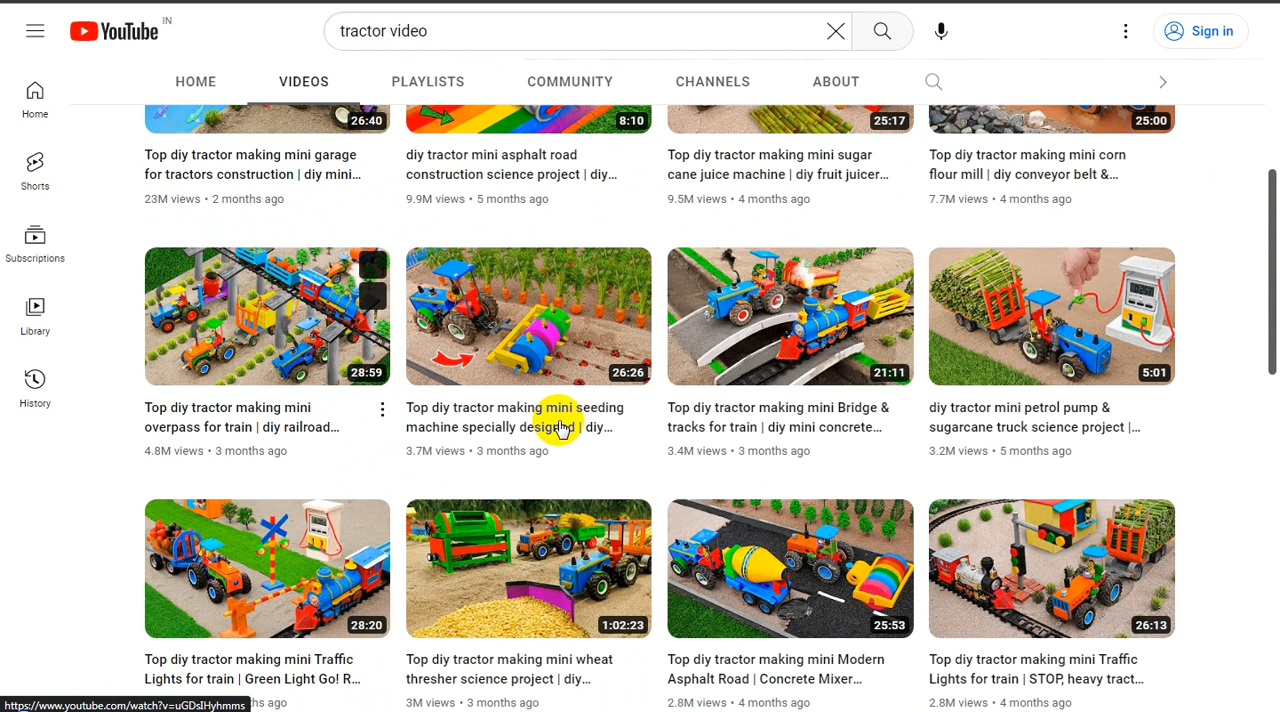 YouTube IN
tractor video
Sign in
HOME VIDEOS PLAYLISTS COMMUNITY CHANNELS ABOUT
Home
Shorts
Subscriptions
Library
History
26:40 8:10 25:17 25:00
Top diy tractor making mini garage
for tractors construction | diy mini…
23M views • 2 months ago
diy tractor mini asphalt road
construction science project | diy…
9.9M views • 5 months ago
Top diy tractor making mini sugar
cane juice machine | diy fruit juicer…
9.5M views • 4 months ago
Top diy tractor making mini corn
flour mill | diy conveyor belt &…
7.7M views • 4 months ago
28:59 26:26 21:11 5:01
Top diy tractor making mini
overpass for train | diy railroad…
4.8M views • 3 months ago
Top diy tractor making mini seeding
machine specially designed | diy…
3.7M views • 3 months ago
Top diy tractor making mini Bridge &
tracks for train | diy mini concrete…
3.4M views • 3 months ago
diy tractor mini petrol pump &
sugarcane truck science project |…
3.2M views • 5 months ago
28:20 1:02:23 25:53 26:13
Top diy tractor making mini Traffic
Lights for train | Green Light Go! R…
months ago
Top diy tractor making mini wheat
thresher science project | diy…
3M views • 3 months ago
Top diy tractor making mini Modern
Asphalt Road | Concrete Mixer…
2.8M views • 4 months ago
Top diy tractor making mini Traffic
Lights for train | STOP, heavy tract…
2.8M views • 4 months ago
https://www.youtube.com/watch?v=uGDsIHyhmms